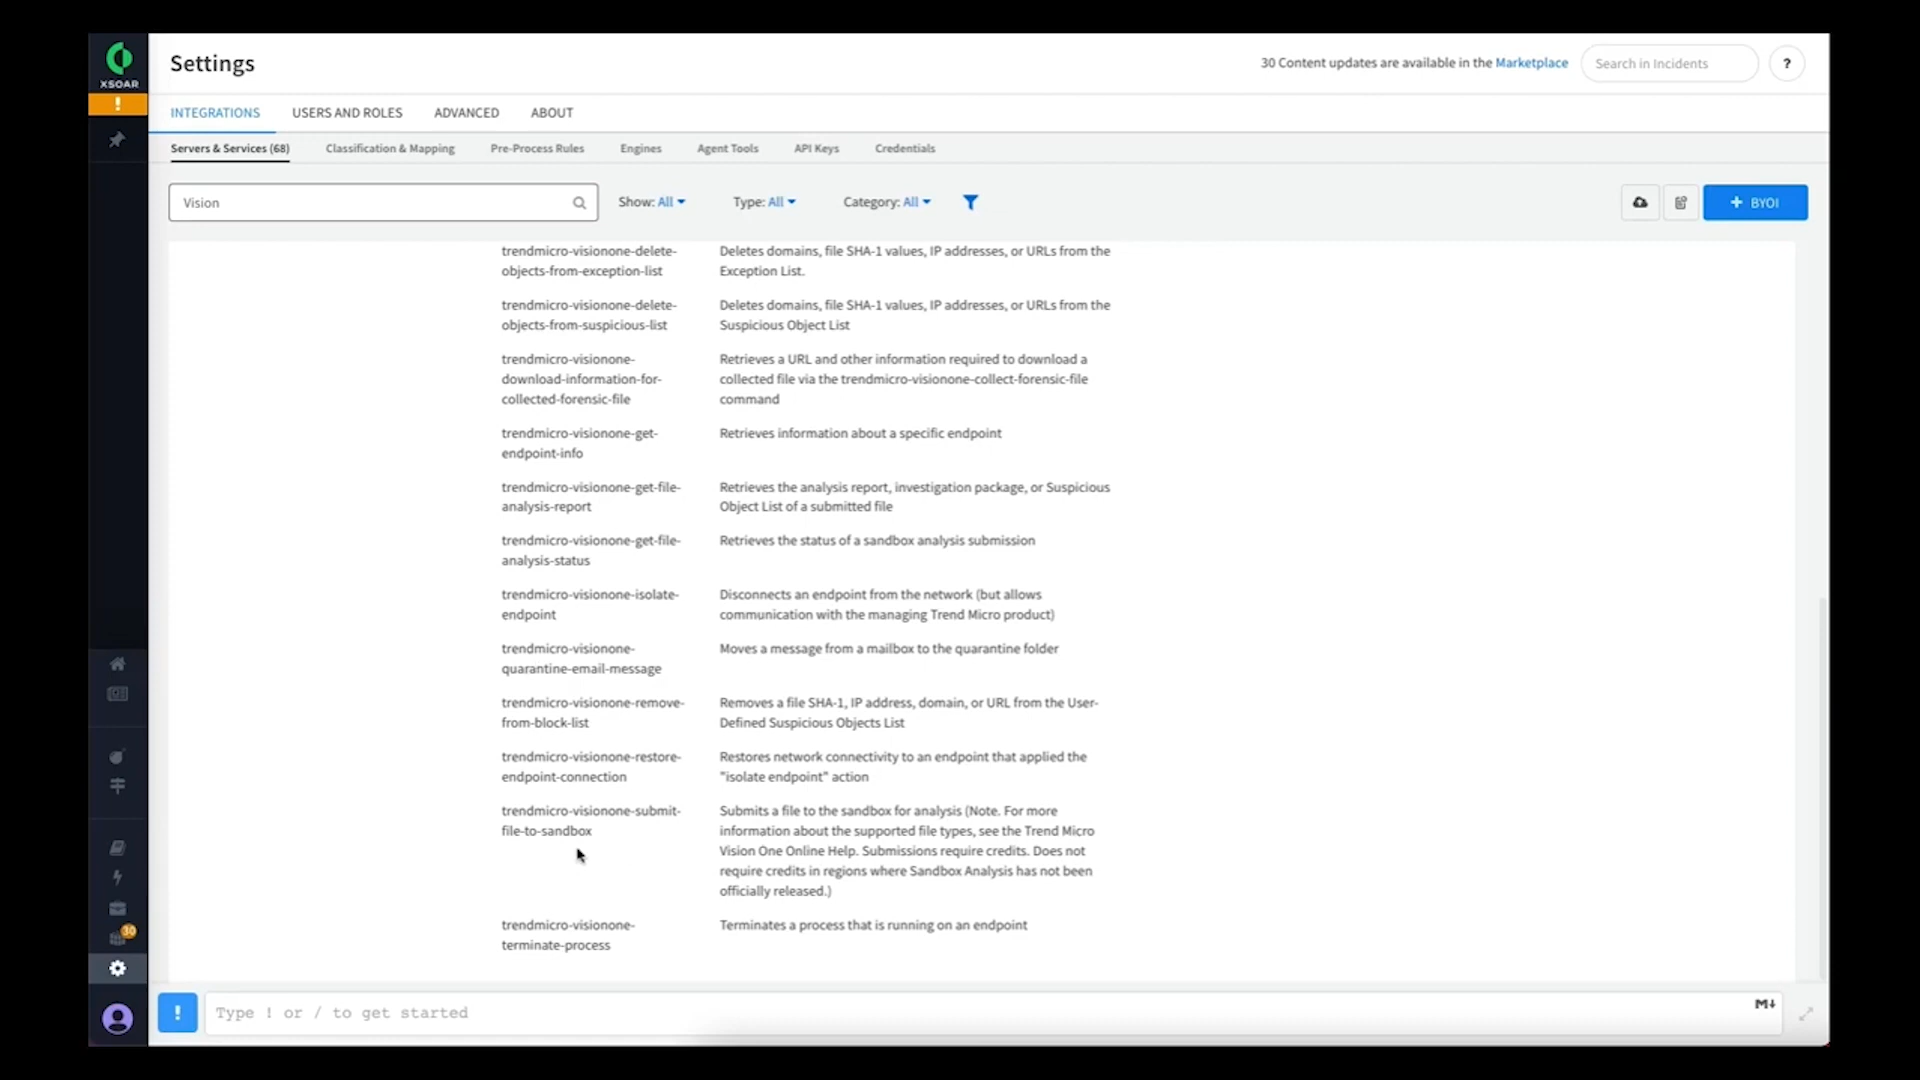 XSOAR
Settings
30 Content updates are available in the Marketplace
Search in Incidents
?
!
INTEGRATIONS
USERS AND ROLES
ADVANCED
ABOUT
Servers & Services (68)
Classification & Mapping
Pre-Process Rules
Engines
Agent Tools
API Keys
Credentials
Vision
Show: All
Type: All
Category: All
+ BYOI
trendmicro-visionone-delete-
objects-from-exception-list
Deletes domains, file SHA-1 values, IP addresses, or URLs from the
Exception List.
trendmicro-visionone-delete-
objects-from-suspicious-list
Deletes domains, file SHA-1 values, IP addresses, or URLs from the
Suspicious Object List
trendmicro-visionone-
download-information-for-
collected-forensic-file
Retrieves a URL and other information required to download a
collected file via the trendmicro-visionone-collect-forensic-file
command
trendmicro-visionone-get-
endpoint-info
Retrieves information about a specific endpoint
trendmicro-visionone-get-file-
analysis-report
Retrieves the analysis report, investigation package, or Suspicious
Object List of a submitted file
trendmicro-visionone-get-file-
analysis-status
Retrieves the status of a sandbox analysis submission
trendmicro-visionone-isolate-
endpoint
Disconnects an endpoint from the network (but allows
communication with the managing Trend Micro product)
trendmicro-visionone-
quarantine-email-message
Moves a message from a mailbox to the quarantine folder
trendmicro-visionone-remove-
from-block-list
Removes a file SHA-1, IP address, domain, or URL from the User-
Defined Suspicious Objects List
trendmicro-visionone-restore-
endpoint-connection
Restores network connectivity to an endpoint that applied the
"isolate endpoint" action
trendmicro-visionone-submit-
file-to-sandbox
Submits a file to the sandbox for analysis (Note. For more
information about the supported file types, see the Trend Micro
Vision One Online Help. Submissions require credits. Does not
require credits in regions where Sandbox Analysis has not been
officially released.)
trendmicro-visionone-
terminate-process
Terminates a process that is running on an endpoint
30
!
Type ! or / to get started
M↓